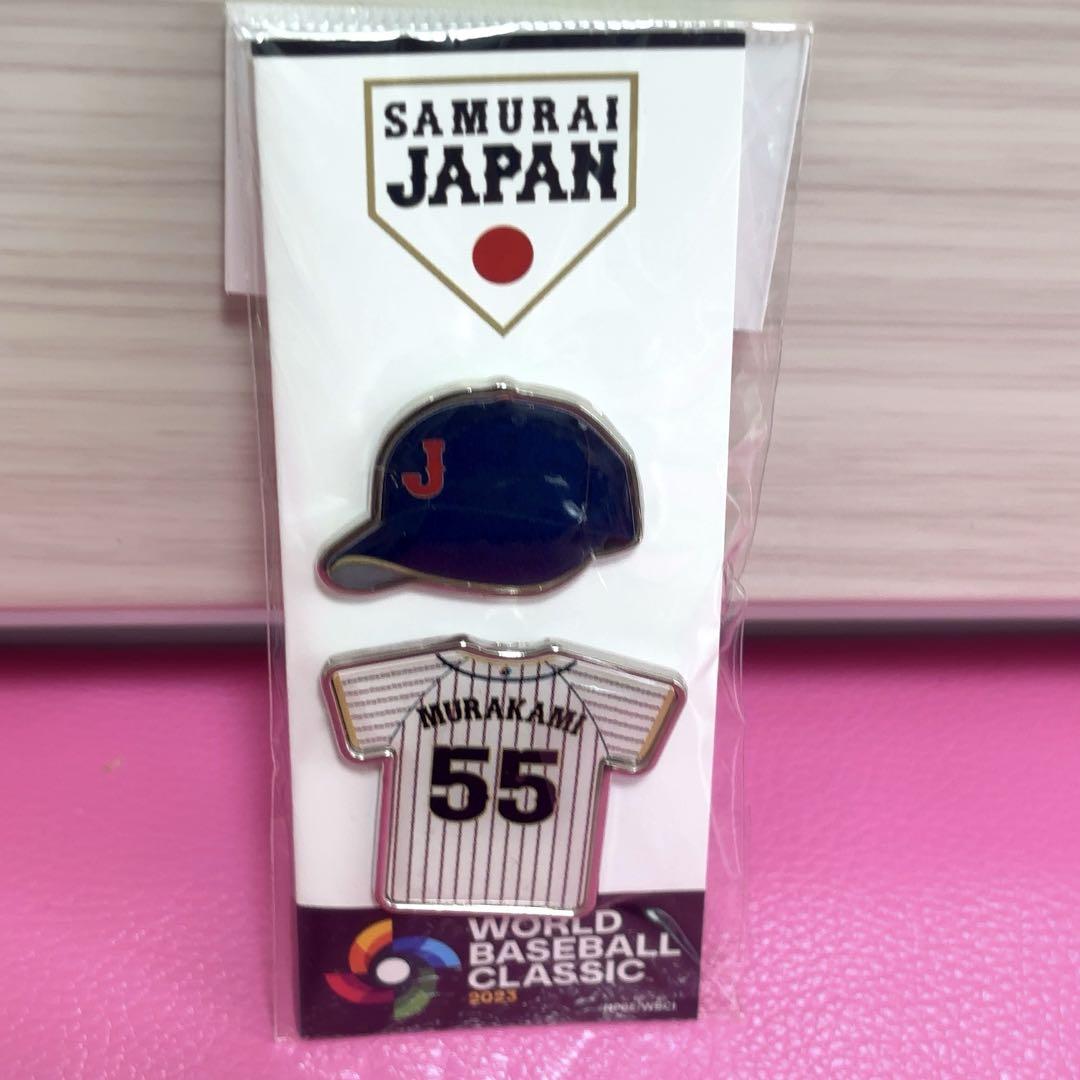 SAMURAI
JAPAN
J
MURAKAMI
55
WORLD
BASEBALL
CLASSIC
2023